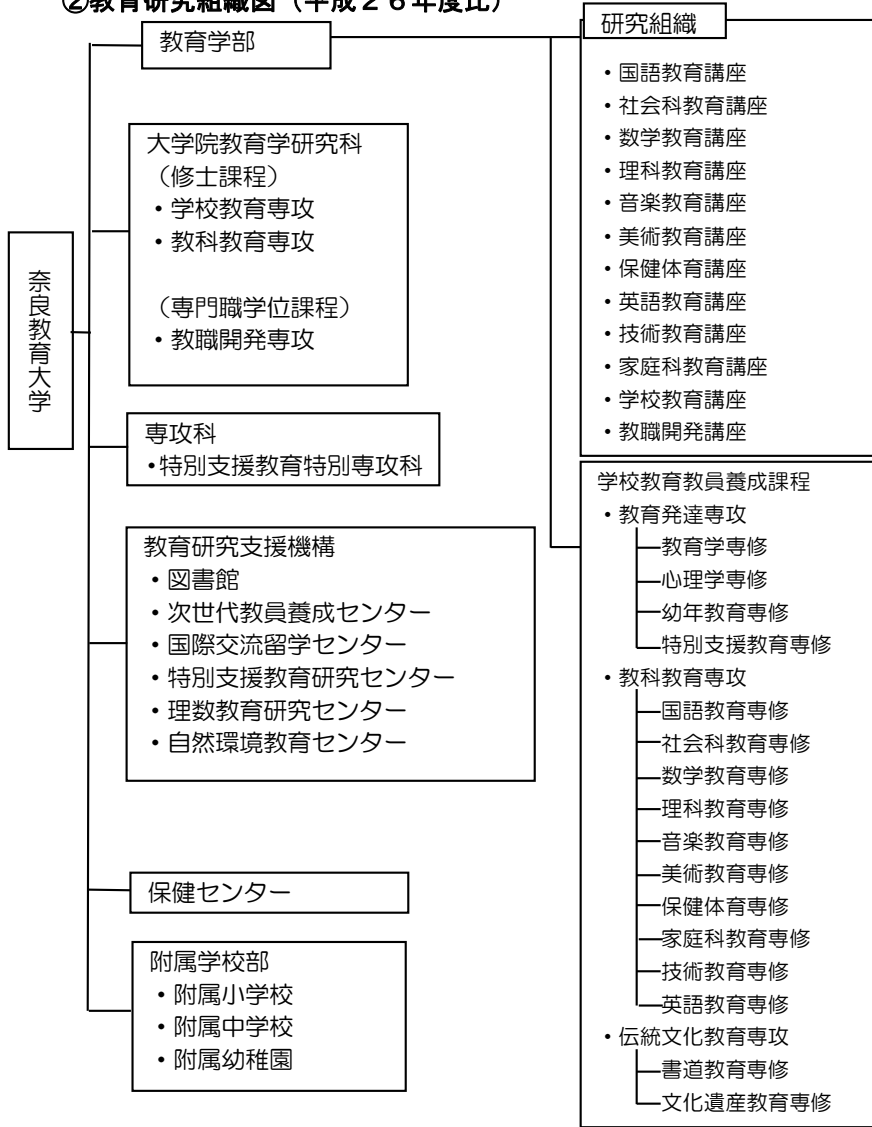 ②教育研究組織図（平成２６年度比）
奈良教育大学
教育学部
大学院教育学研究科
（修士課程）
・学校教育専攻
・教科教育専攻
（専門職学位課程）
・教職開発専攻
専攻科
・特別支援教育特別専攻科
教育研究支援機構
・図書館
・次世代教員養成センター
・国際交流留学センター
・特別支援教育研究センター
・理数教育研究センター
・自然環境教育センター
保健センター
附属学校部
・附属小学校
・附属中学校
・附属幼稚園
研究組織
・国語教育講座
・社会科教育講座
・数学教育講座
・理科教育講座
・音楽教育講座
・美術教育講座
・保健体育講座
・英語教育講座
・技術教育講座
・家庭科教育講座
・学校教育講座
・教職開発講座
学校教育教員養成課程
・教育発達専攻
教育学専修
心理学専修
幼年教育専修
特別支援教育専修
・教科教育専攻
国語教育専修
社会科教育専修
数学教育専修
理科教育専修
音楽教育専修
美術教育専修
保健体育専修
家庭科教育専修
技術教育専修
英語教育専修
・伝統文化教育専攻
書道教育専修
文化遺産教育専修